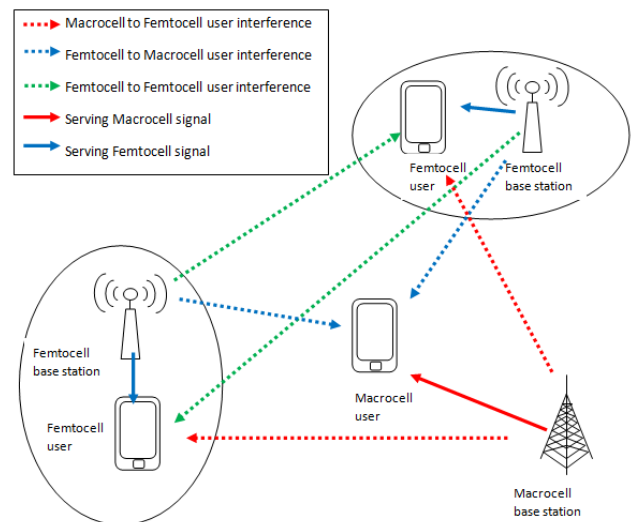 Macrocell to Femtocell user interference
Femtocell to Macrocell user interference
Femtocell to Femtocell user interference
Serving Macrocell signal
Serving Femtocell signal
Femtocell
user
Femtocell
base station
Femtocell
base station
Femtocell
user
Macrocell
user
Macrocell
base station